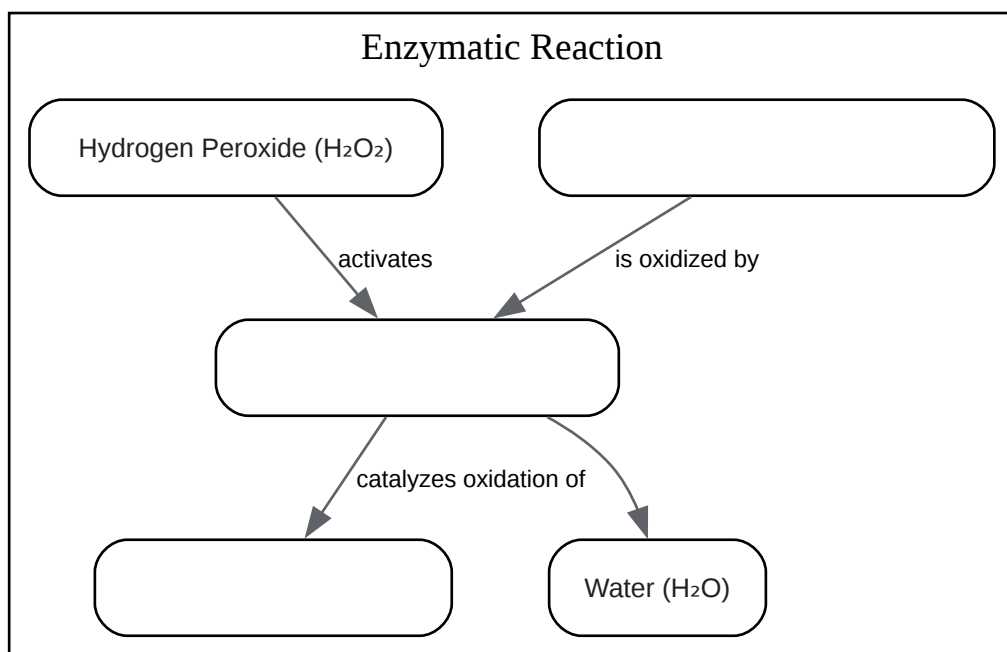 Enzymatic Reaction
Hydrogen Peroxide (H₂O₂)
activates
is oxidized by
catalyzes oxidation of
Water (H₂O)